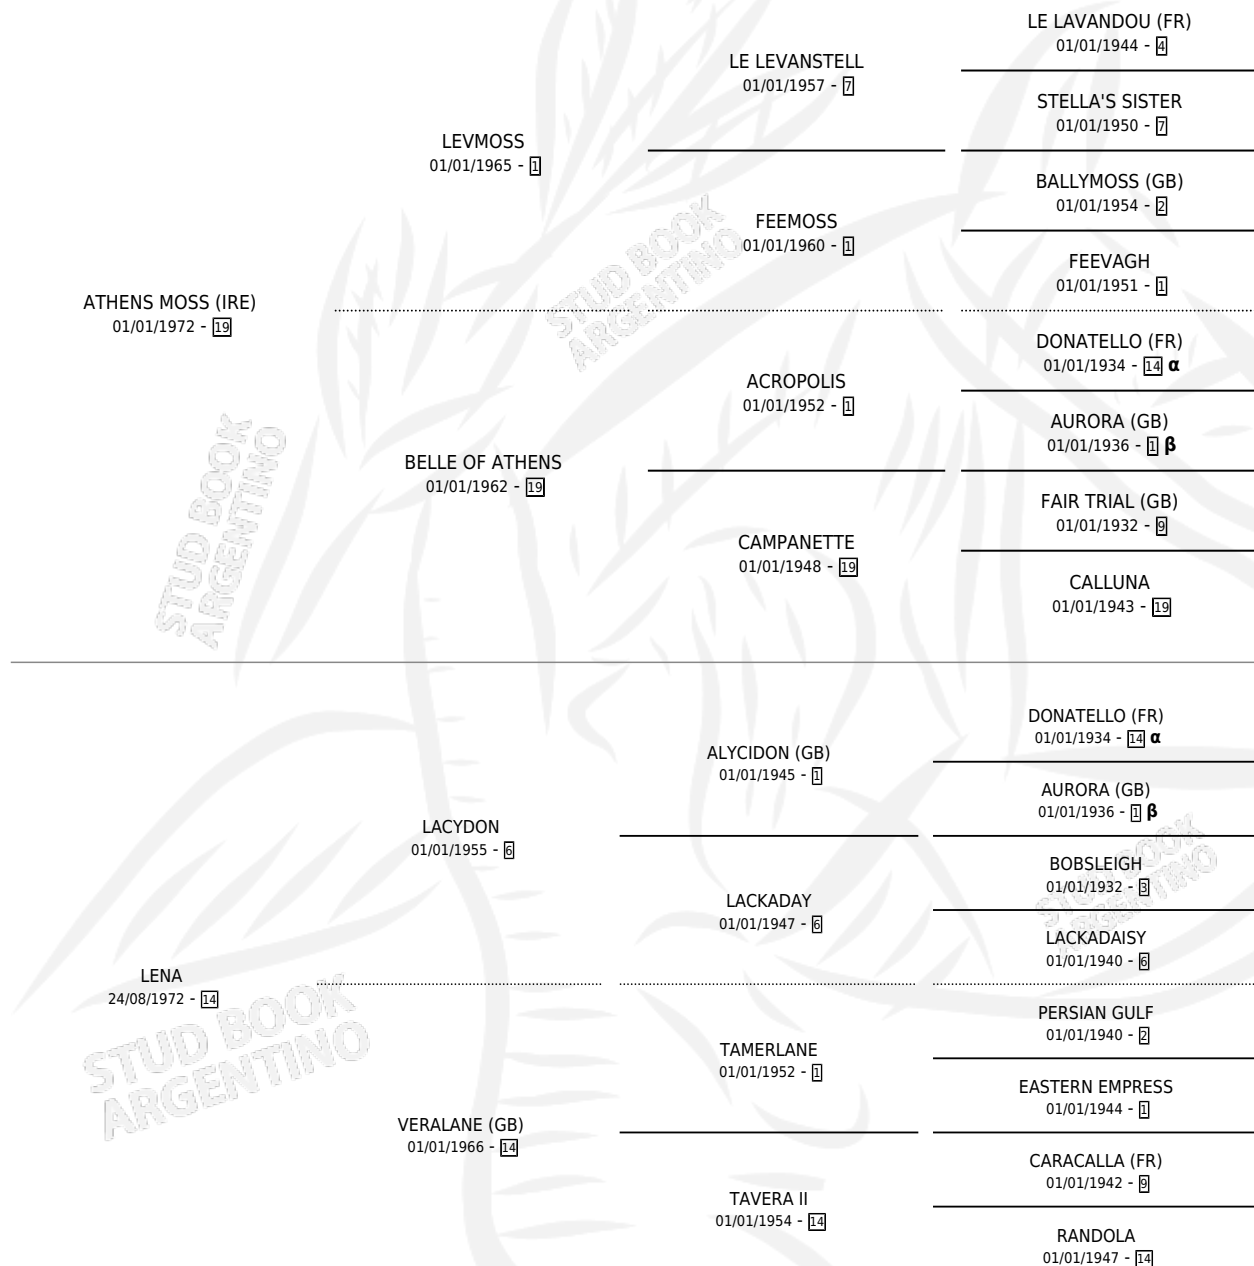 LE LAVANDOU (FR)
01/01/1944 - 4
LE LEVANSTELL
01/01/1957 - 7
STELLA'S SISTER
01/01/1950 - 7
LEVMOSS
01/01/1965 - 1
BALLYMOSS (GB)
01/01/1954 - 2
FEEMOSS
01/01/1960 - 1
FEEVAGH
01/01/1951 - 1
ATHENS MOSS (IRE)
01/01/1972 - 19
DONATELLO (FR)
01/01/1934 - 14 α
ACROPOLIS
01/01/1952 - 1
AURORA (GB)
01/01/1936 - 1 β
BELLE OF ATHENS
01/01/1962 - 19
FAIR TRIAL (GB)
01/01/1932 - 9
CAMPANETTE
01/01/1948 - 19
CALLUNA
01/01/1943 - 19
DONATELLO (FR)
01/01/1934 - 14 α
ALYCIDON (GB)
01/01/1945 - 1
AURORA (GB)
01/01/1936 - 1 β
LACYDON
01/01/1955 - 6
BOBSLEIGH
01/01/1932 - 3
LACKADAY
01/01/1947 - 6
LACKADAISY
01/01/1940 - 6
LENA
24/08/1972 - 14
PERSIAN GULF
01/01/1940 - 2
TAMERLANE
01/01/1952 - 1
EASTERN EMPRESS
01/01/1944 - 1
VERALANE (GB)
01/01/1966 - 14
CARACALLA (FR)
01/01/1942 - 9
TAVERA II
01/01/1954 - 14
RANDOLA
01/01/1947 - 14
STUD BOOK
ARGENTINO
STUD BOOK
ARGENTINO
STUD BOOK
ARGENTINO
STUD BOOK
ARGENTINO